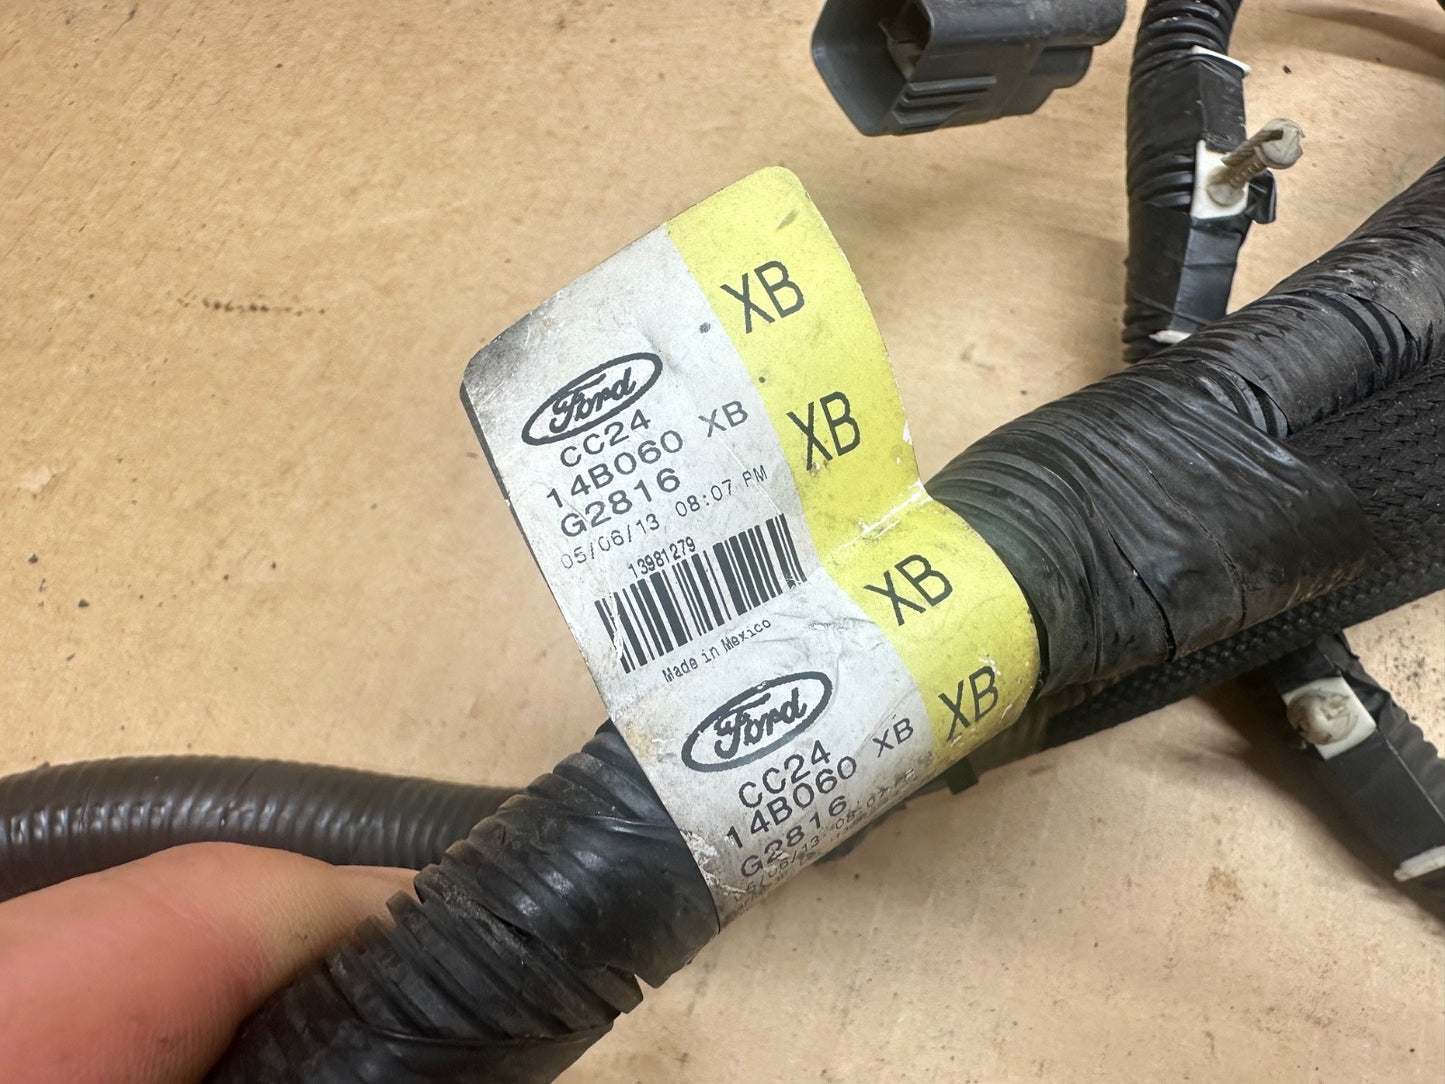 XB
XB
Ford
CC24
14B060 XB
G2816
05/06/13 08:07 PM
13981279
Made in Mexico
XB
XB
Ford
CC24
14B060 XB
G2816